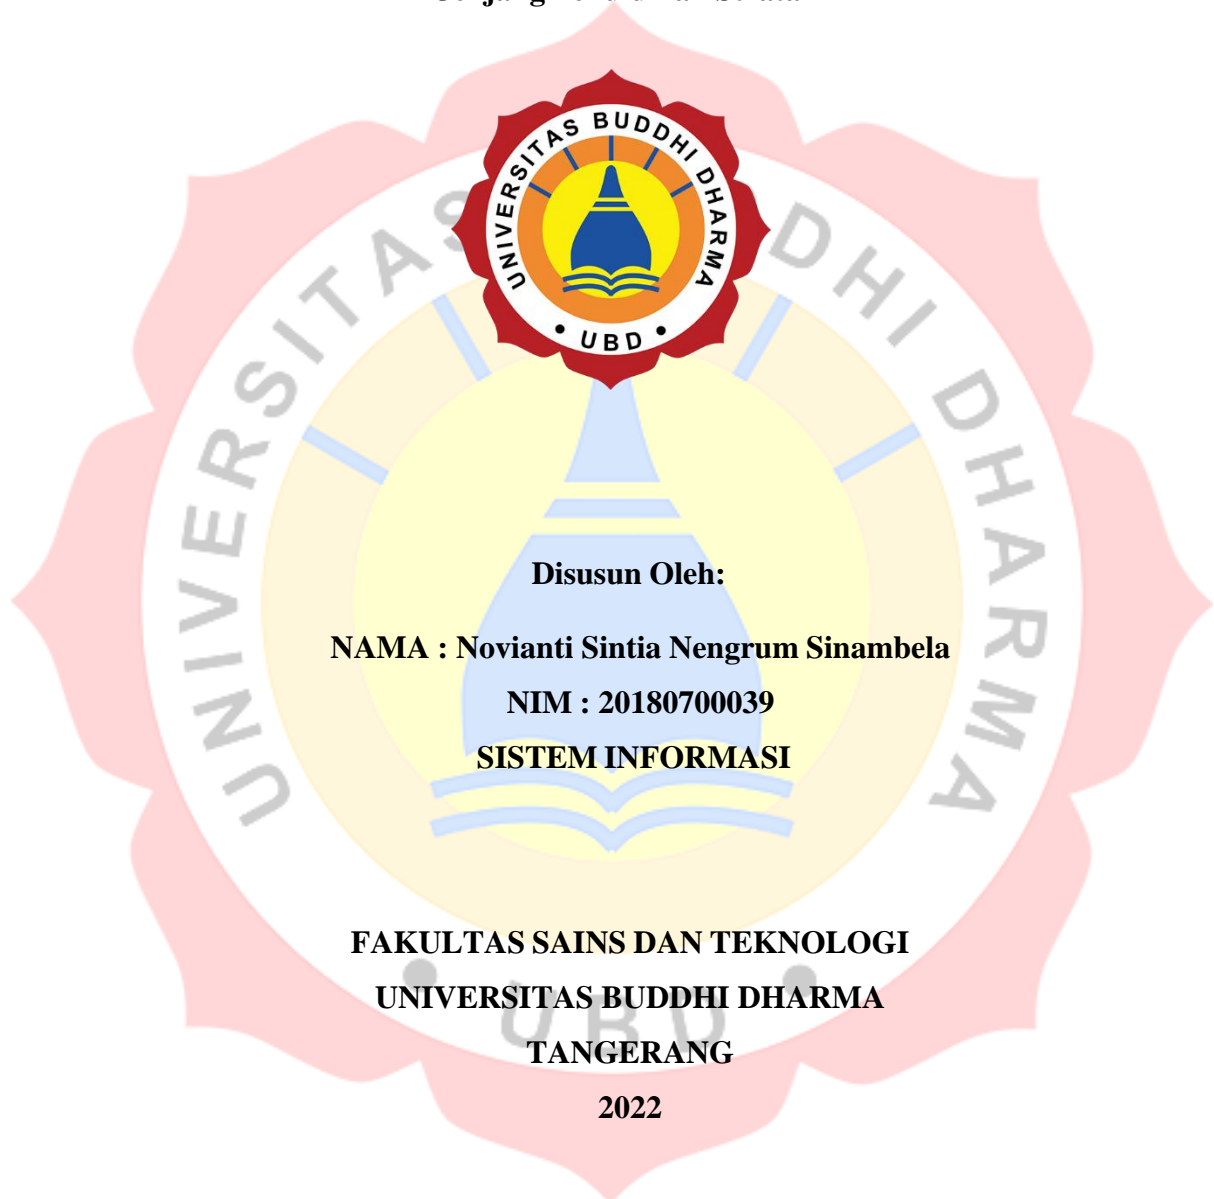 UNIVERSITAS BUDDHI DHARMA
• UBD •
Disusun Oleh:
NAMA : Novianti Sintia Nengrum Sinambela
NIM : 20180700039
SISTEM INFORMASI
FAKULTAS SAINS DAN TEKNOLOGI
UNIVERSITAS BUDDHI DHARMA
TANGERANG
2022